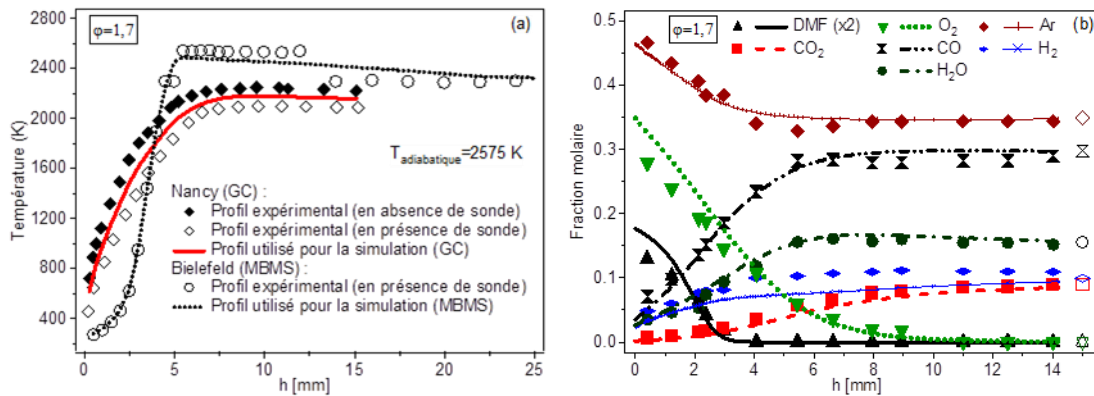 (a)
φ=1,7
2800
2400
2000
1600
1200
800
400
Température (K)
T adiabatique=2575 K
Nancy (GC) :
Profil expérimental (en absence de sonde)
Profil expérimental (en présence de sonde)
Profil utilisé pour la simulation (GC)
Bielefeld (MBMS) :
Profil expérimental (en présence de sonde)
Profil utilisé pour la simulation (MBMS)
0 5 10 15 20 25
h [mm]
(b)
φ=1,7
DMF (x2) O2 Ar
CO2 CO H2
H2O
0.5
0.4
0.3
0.2
0.1
0.0
Fraction molaire
0 2 4 6 8 10 12 14 16
h [mm]